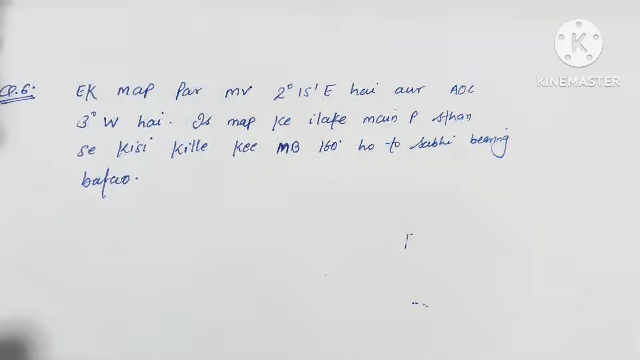 Q.6:
EK map Par mv 2° 15' E hai aur AOC
3° W hai. Is map ke ilake main P sthan
se kisi kille kee MB 160° ho to sabhi bearing
batao.
K
KINEMASTER